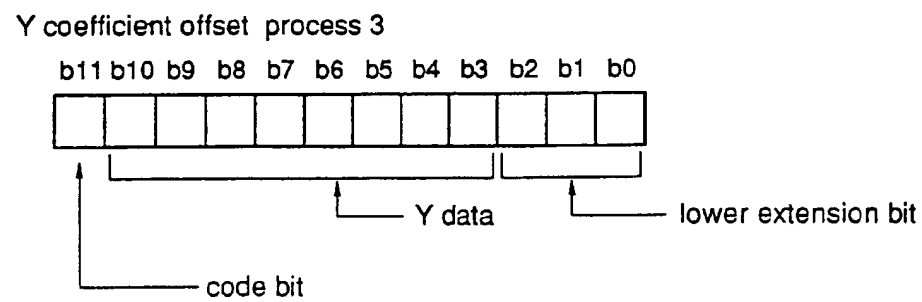 Y coefficient offset process 3
b11 b10 b9 b8 b7 b6 b5 b4 b3 b2 b1 b0
Y data
lower extension bit
code bit